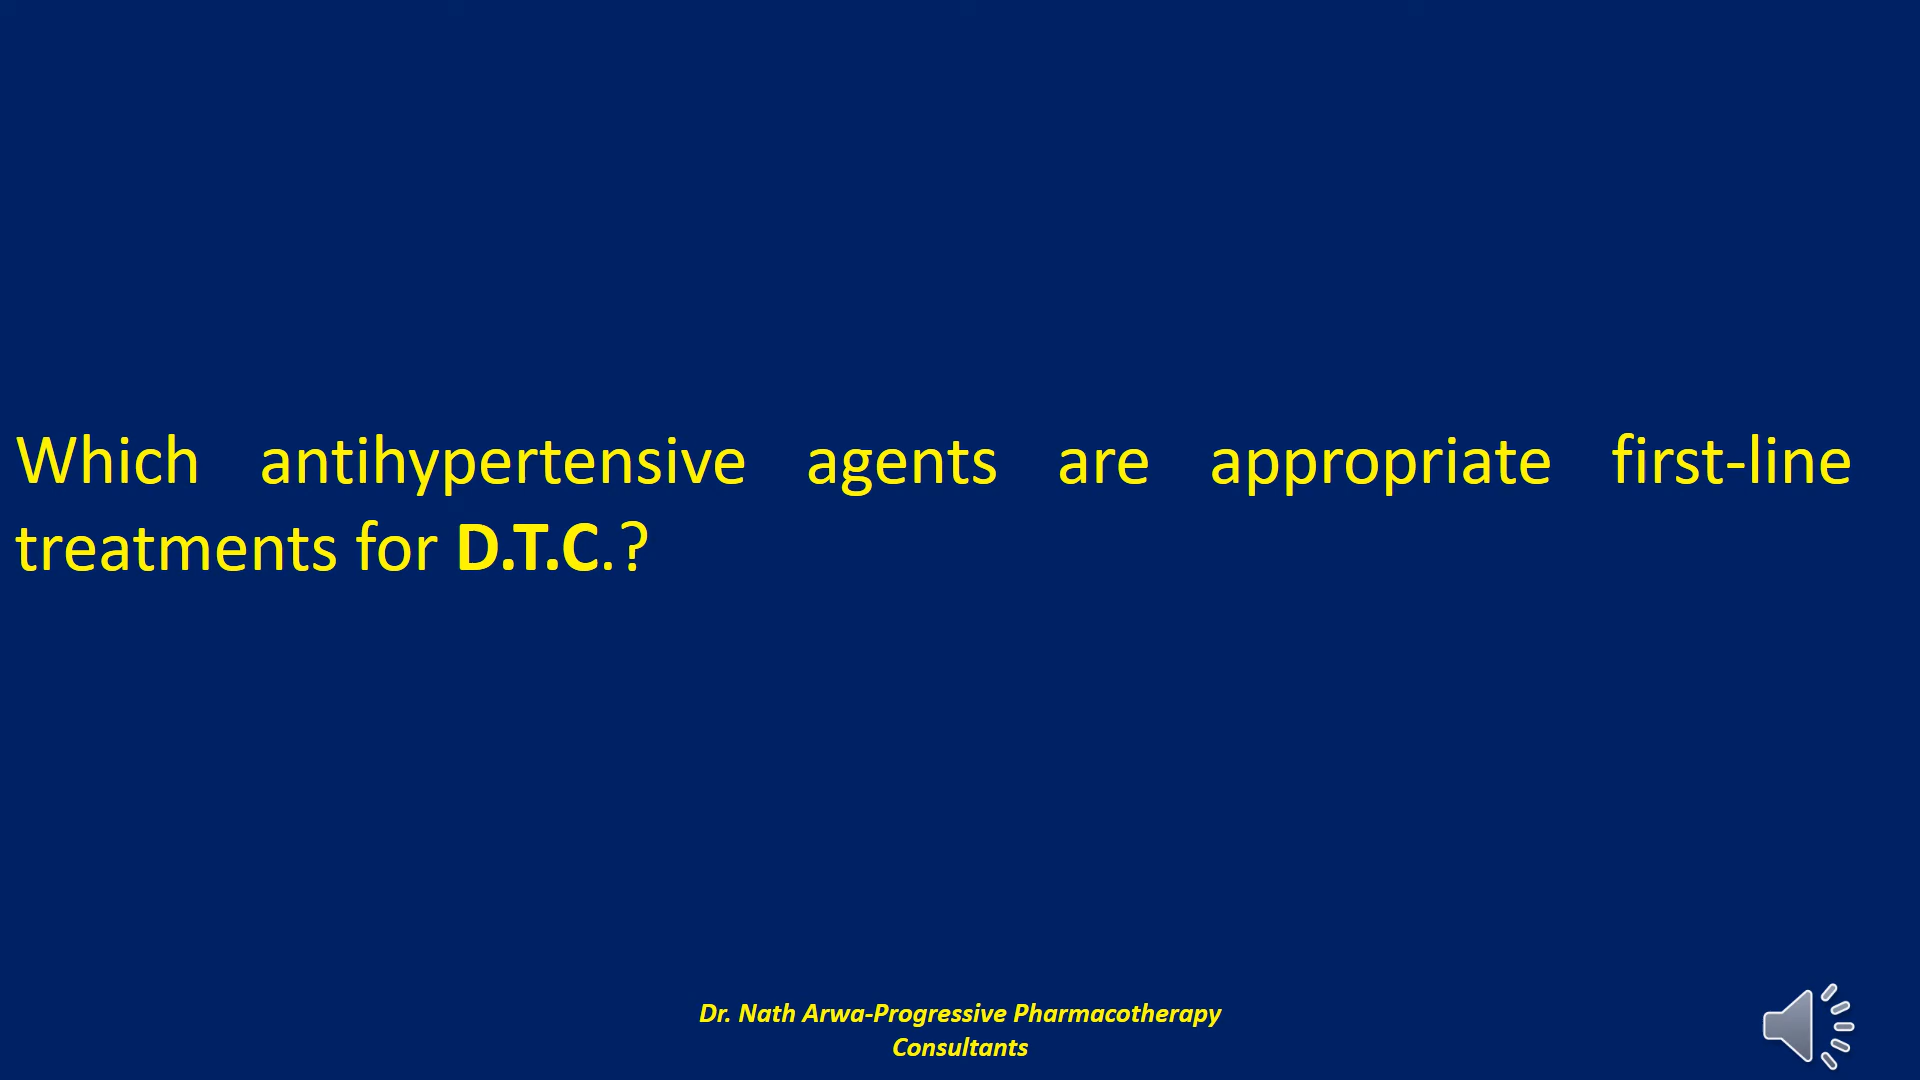 Which antihypertensive agents are appropriate first-line
treatments for D.T.C.?
Dr. Nath Arwa-Progressive Pharmacotherapy
Consultants